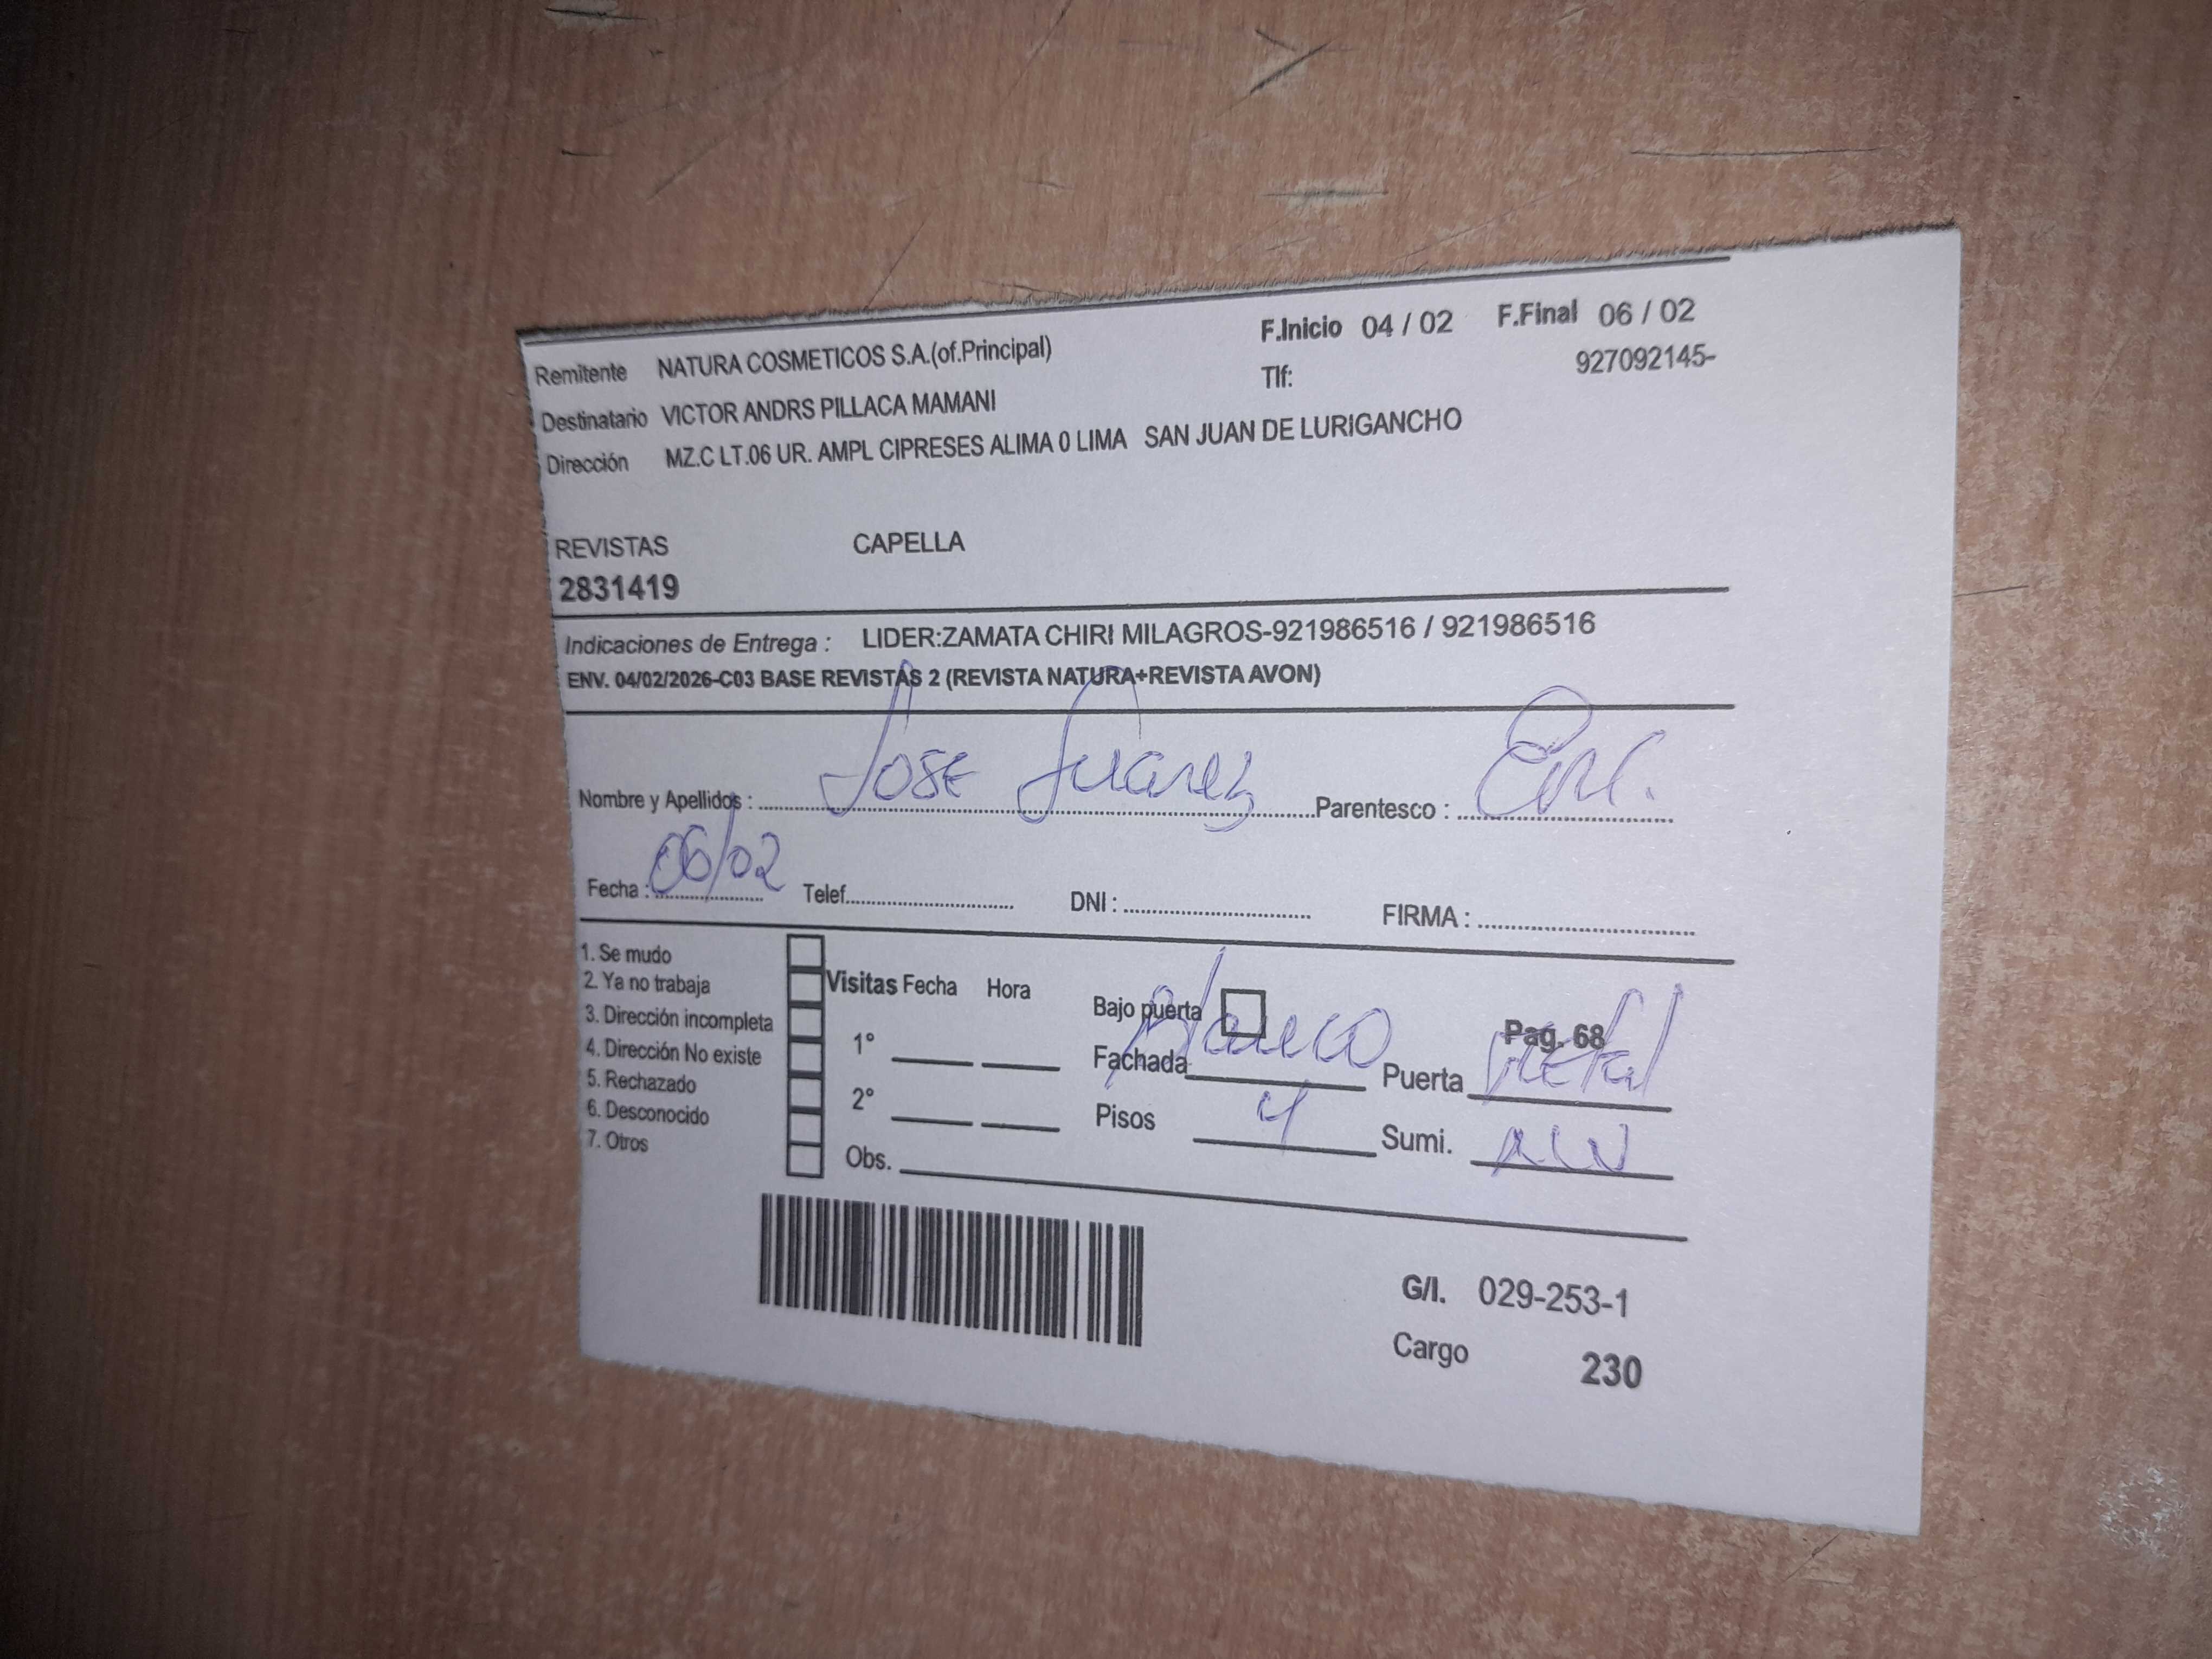 Remitente NATURA COSMETICOS S.A.(of.Principal) F.Inicio 04 / 02 F.Final 06 / 02
Destinatario VICTOR ANDRS PILLACA MAMANI Tlf: 927092145-
Dirección MZ.C LT.06 UR. AMPL CIPRESES ALIMA 0 LIMA SAN JUAN DE LURIGANCHO
REVISTAS CAPELLA
2831419
Indicaciones de Entrega : LIDER:ZAMATA CHIRI MILAGROS-921986516 / 921986516
ENV. 04/02/2026-C03 BASE REVISTAS 2 (REVISTA NATURA+REVISTA AVON)
Nombre y Apellidos : Jose Suarez Parentesco :
Fecha : 06/02 Telef. DNI : FIRMA :
1. Se mudo
2. Ya no trabaja
3. Dirección incompleta
4. Dirección No existe
5. Rechazado
6. Desconocido
7. Otros
Visitas Fecha Hora
1°
2°
Obs.
Bajo puerta Pag. 68
Fachada blanco Puerta Metal
Pisos 4 Sumi.
G/I. 029-253-1
Cargo 230